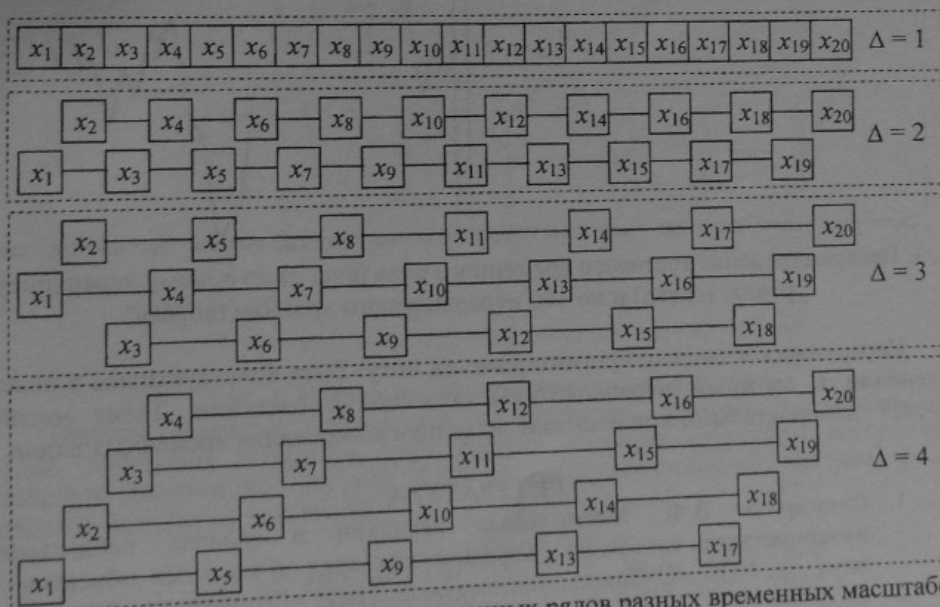 x₁ x₂ x₃ x₄ x₅ x₆ x₇ x₈ x₉ x₁₀ x₁₁ x₁₂ x₁₃ x₁₄ x₁₅ x₁₆ x₁₇ x₁₈ x₁₉ x₂₀ Δ = 1
x₂ x₄ x₆ x₈ x₁₀ x₁₂ x₁₄ x₁₆ x₁₈ x₂₀
Δ = 2
x₁ x₃ x₅ x₇ x₉ x₁₁ x₁₃ x₁₅ x₁₇ x₁₉
x₂ x₅ x₈ x₁₁ x₁₄ x₁₇ x₂₀
x₁ x₄ x₇ x₁₀ x₁₃ x₁₆ x₁₉ Δ = 3
x₃ x₆ x₉ x₁₂ x₁₅ x₁₈
x₄ x₈ x₁₂ x₁₆ x₂₀
x₃ x₇ x₁₁ x₁₅ x₁₉ Δ = 4
x₂ x₆ x₁₀ x₁₄ x₁₈
x₁ x₅ x₉ x₁₃ x₁₇
рядов разных временных масштаб